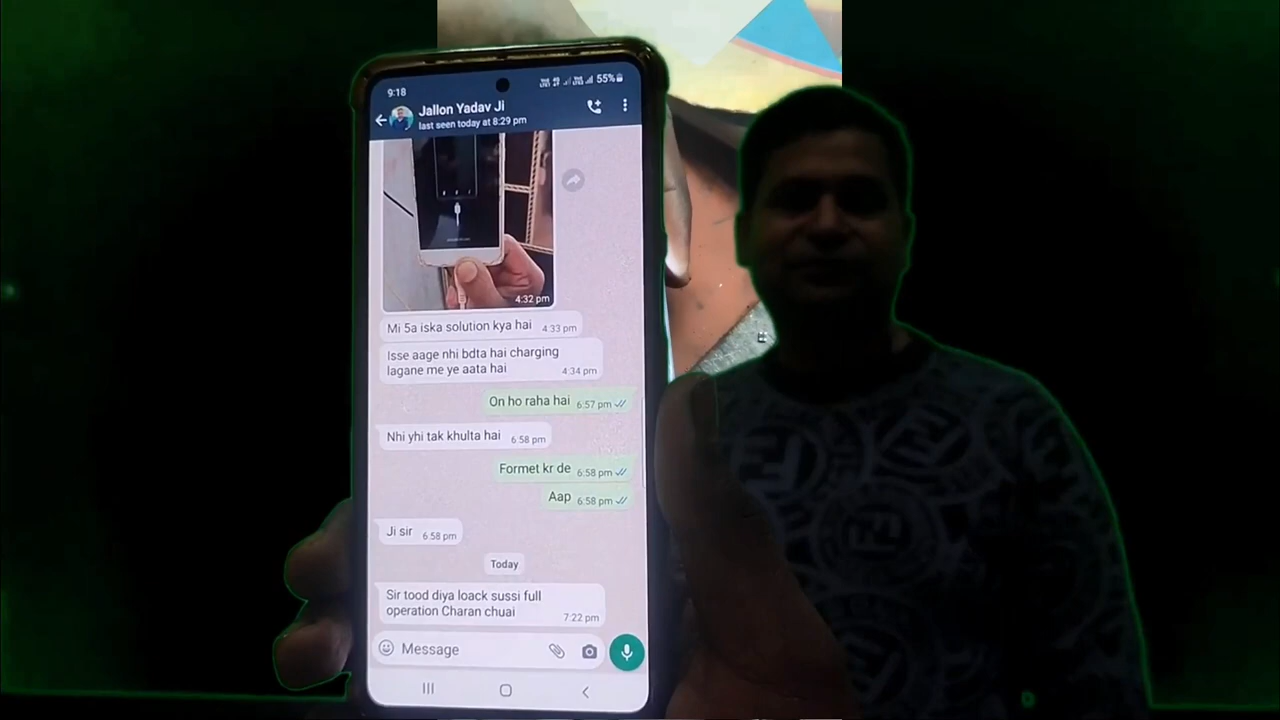 9:18
55%
Jallon Yadav Ji
last seen today at 8:29 pm
4:32 pm
Mi 5a iska solution kya hai 4:33 pm
Isse aage nhi bdta hai charging
lagane me ye aata hai 4:34 pm
On ho raha hai 6:57 pm
Nhi yhi tak khulta hai 6:58 pm
Formet kr de 6:58 pm
Aap 6:58 pm
Ji sir 6:58 pm
Today
Sir tood diya loack sussi full
operation Charan chuai 7:22 pm
Message